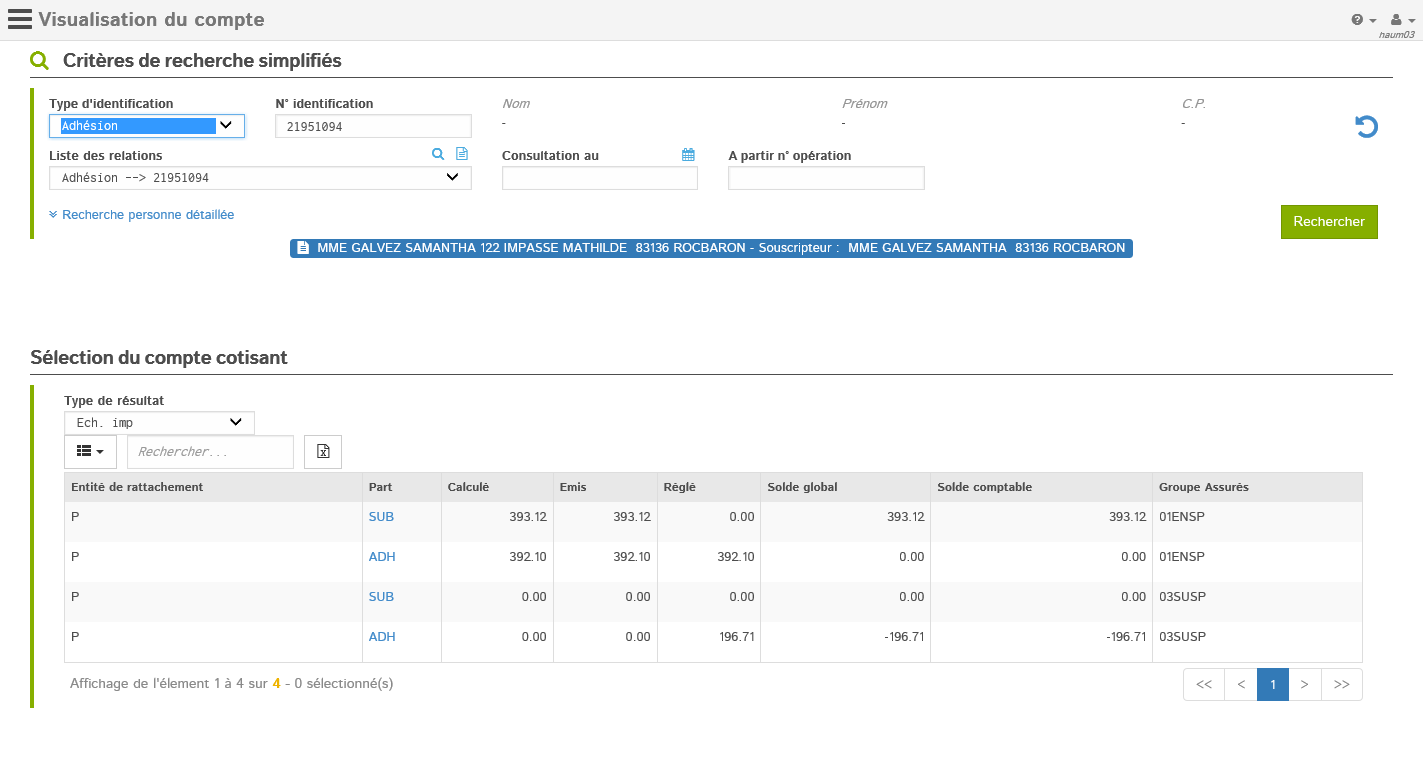 Visualisation du compte
haum03
Critères de recherche simplifiés
Type d'identification N° identification Nom Prénom C.P.
Adhésion 21951094 - - -
Liste des relations Consultation au A partir n° opération
Adhésion --> 21951094
Recherche personne détaillée
Rechercher
MME GALVEZ SAMANTHA 122 IMPASSE MATHILDE 83136 ROCBARON - Souscripteur : MME GALVEZ SAMANTHA 83136 ROCBARON
Sélection du compte cotisant
Type de résultat
Ech. imp
Rechercher...
Entité de rattachement Part Calculé Emis Réglé Solde global Solde comptable Groupe Assurés
P SUB 393.12 393.12 0.00 393.12 393.12 01ENSP
P ADH 392.10 392.10 392.10 0.00 0.00 01ENSP
P SUB 0.00 0.00 0.00 0.00 0.00 03SUSP
P ADH 0.00 0.00 196.71 -196.71 -196.71 03SUSP
Affichage de l'élement 1 à 4 sur 4 - 0 sélectionné(s) << < 1 > >>